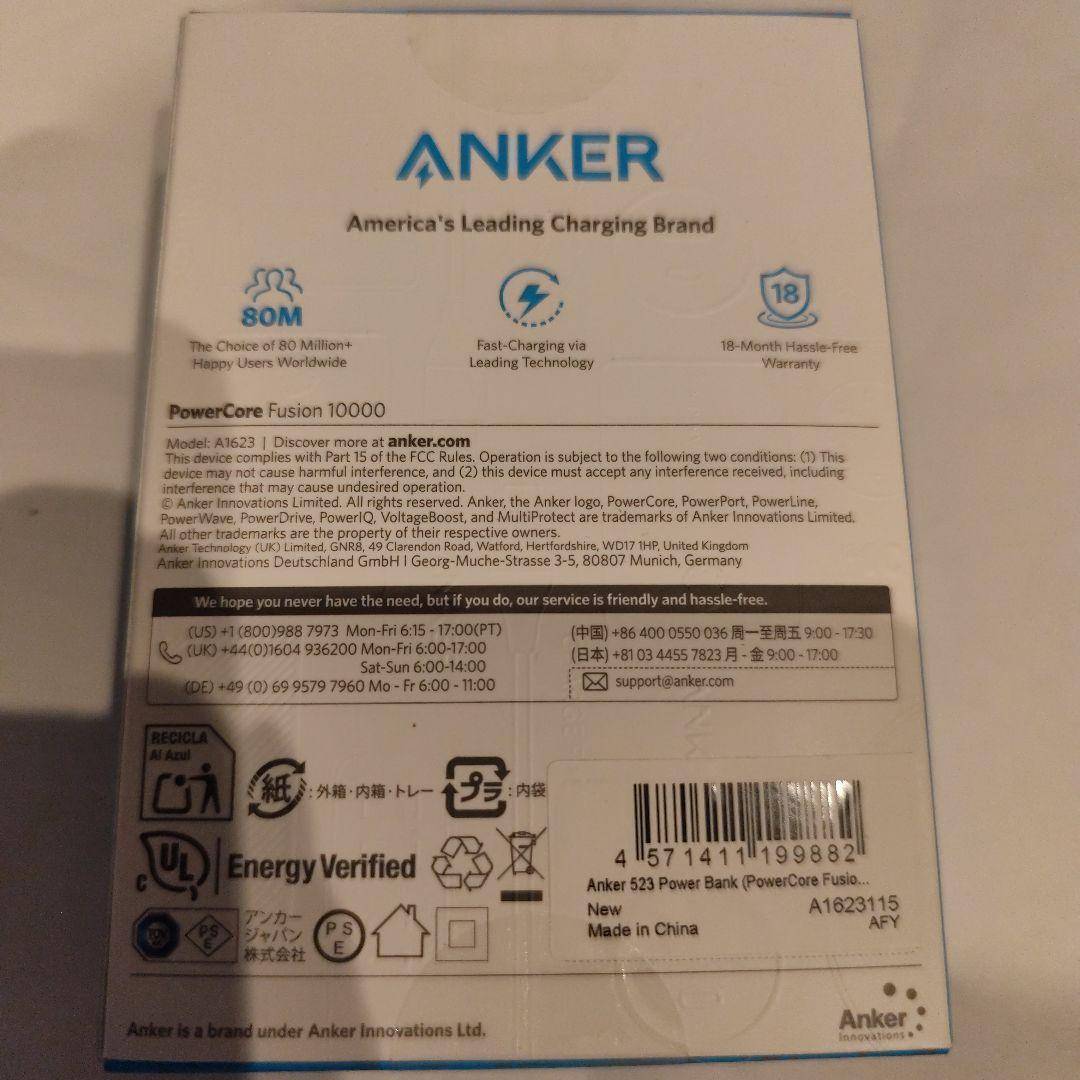 ANKER
America's Leading Charging Brand
80M
The Choice of 80 Million+
Happy Users Worldwide
Fast-Charging via
Leading Technology
18
18-Month Hassle-Free
Warranty
PowerCore Fusion 10000
Model: A1623 | Discover more at anker.com
This device complies with Part 15 of the FCC Rules. Operation is subject to the following two conditions: (1) This
device may not cause harmful interference, and (2) this device must accept any interference received, including
interference that may cause undesired operation.
© Anker Innovations Limited. All rights reserved. Anker, the Anker logo, PowerCore, PowerPort, PowerLine,
PowerWave, PowerDrive, PowerIQ, VoltageBoost, and MultiProtect are trademarks of Anker Innovations Limited.
All other trademarks are the property of their respective owners.
Anker Technology (UK) Limited, GNR8, 49 Clarendon Road, Watford, Hertfordshire, WD17 1HP, United Kingdom
Anker Innovations Deutschland GmbH I Georg-Muche-Strasse 3-5, 80807 Munich, Germany
We hope you never have the need, but if you do, our service is friendly and hassle-free.
(US) +1 (800)988 7973 Mon-Fri 6:15 - 17:00(PT)
(UK) +44(0)1604 936200 Mon-Fri 6:00-17:00
Sat-Sun 6:00-14:00
(DE) +49 (0) 69 9579 7960 Mo - Fr 6:00 - 11:00
(中国) +86 400 0550 036 周一至周五 9:00 - 17:30
(日本) +81 03 4455 7823 月 - 金 9:00 - 17:00
support@anker.com
RECICLA
Al Azul
紙 : 外箱・内箱・トレー
プラ : 内袋
C UL Energy Verified
TÜV
PSE
アンカー
ジャパン
株式会社
PS
E
4 571411 199882
Anker 523 Power Bank (PowerCore Fusio...
New
A1623115
Made in China
AFY
Anker is a brand under Anker Innovations Ltd.
Anker
Innovations